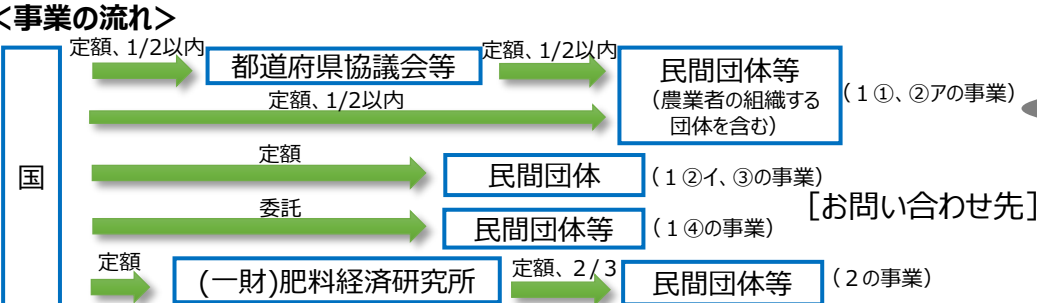 <事業の流れ>
定額、1/2以内
定額、1/2以内
都道府県協議会等
民間団体等
（農業者の組織する
団体を含む）
（１①、②アの事業）
定額、1/2以内
国
定額
民間団体
（１②イ、③の事業）
[お問い合わせ先]
委託
民間団体等
（１④の事業）
定額
(一財)肥料経済研究所
定額、２/３
民間団体等
（２の事業）